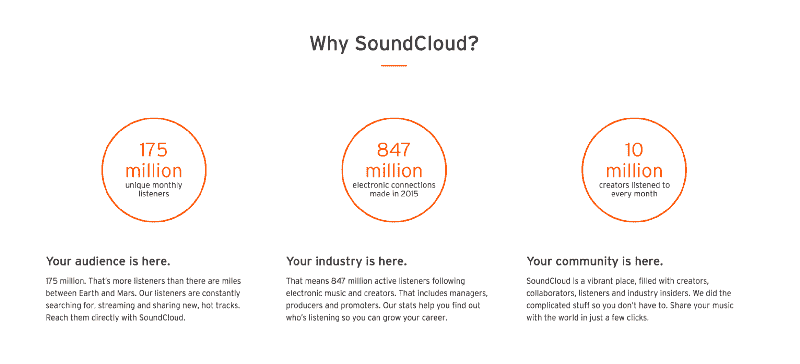 Why SoundCloud?
175
million
unique monthly
listeners
847
million
electronic connections
made in 2015
10
million
creators listened to
every month
Your audience is here.
175 million. That's more listeners than there are miles
between Earth and Mars. Our listeners are constantly
searching for, streaming and sharing new, hot tracks.
Reach them directly with SoundCloud.
Your industry is here.
That means 847 million active listeners following
electronic music and creators. That includes managers,
producers and promoters. Our stats help you find out
who's listening so you can grow your career.
Your community is here.
SoundCloud is a vibrant place, filled with creators,
collaborators, listeners and industry insiders. We did the
complicated stuff so you don't have to. Share your music
with the world in just a few clicks.